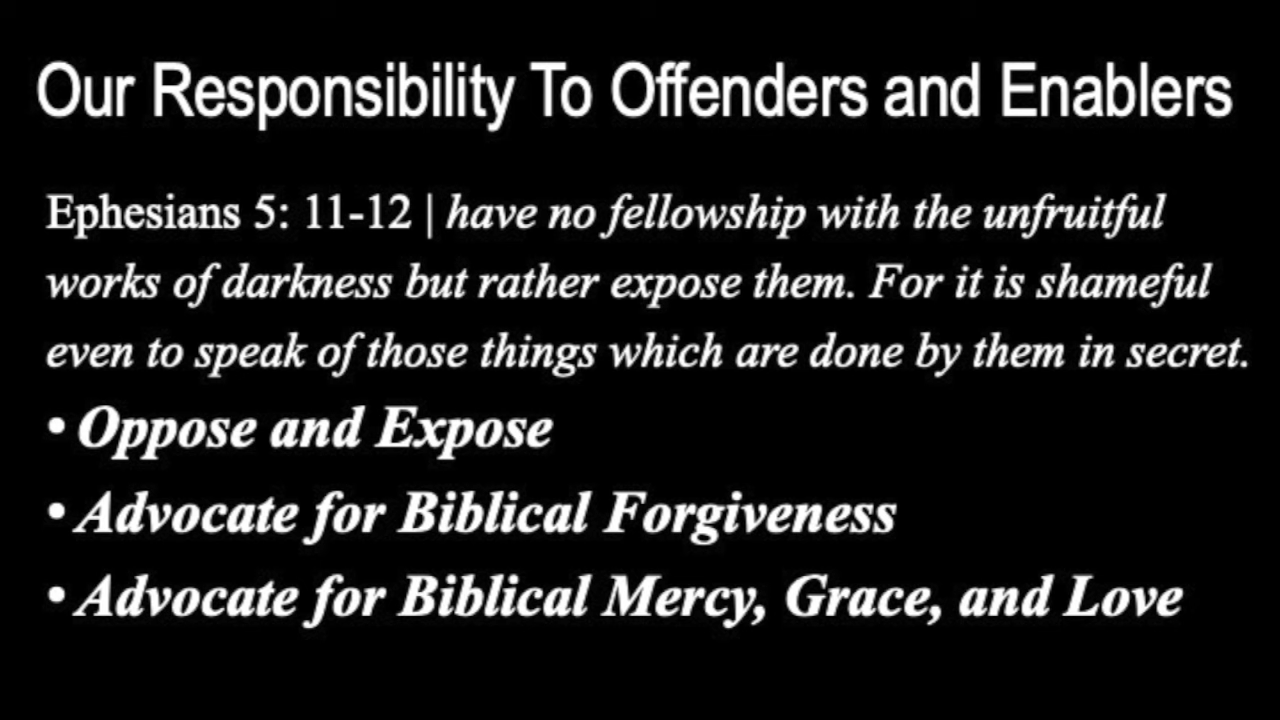 Our Responsibility To Offenders and Enablers
Ephesians 5: 11-12 | have no fellowship with the unfruitful
works of darkness but rather expose them. For it is shameful
even to speak of those things which are done by them in secret.
• Oppose and Expose
• Advocate for Biblical Forgiveness
• Advocate for Biblical Mercy, Grace, and Love